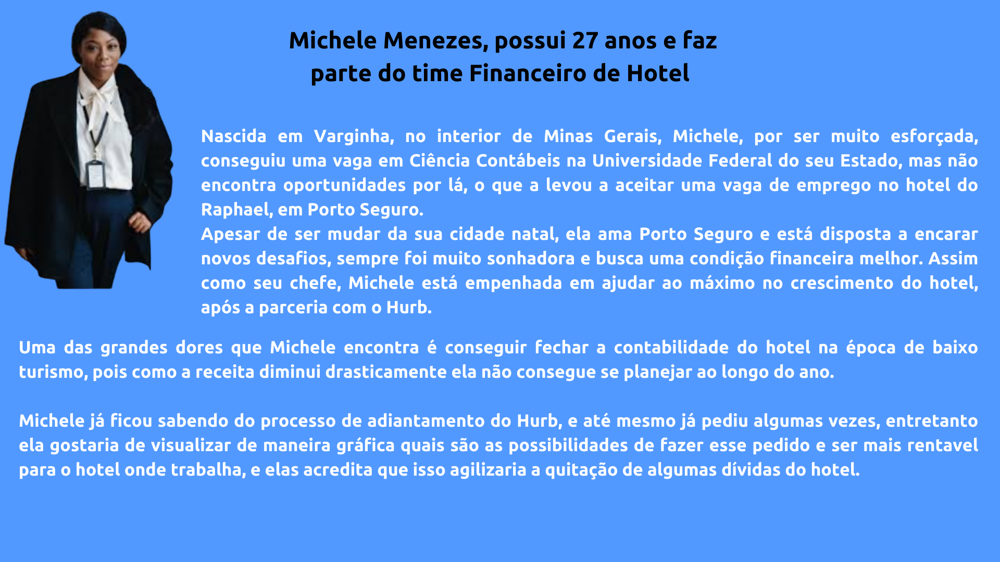 Michele Menezes, possui 27 anos e faz
parte do time Financeiro de Hotel
Nascida em Varginha, no interior de Minas Gerais, Michele, por ser muito esforçada,
conseguiu uma vaga em Ciência Contábeis na Universidade Federal do seu Estado, mas não
encontra oportunidades por lá, o que a levou a aceitar uma vaga de emprego no hotel do
Raphael, em Porto Seguro.
Apesar de ser mudar da sua cidade natal, ela ama Porto Seguro e está disposta a encarar
novos desafios, sempre foi muito sonhadora e busca uma condição financeira melhor. Assim
como seu chefe, Michele está empenhada em ajudar ao máximo no crescimento do hotel,
após a parceria com o Hurb.
Uma das grandes dores que Michele encontra é conseguir fechar a contabilidade do hotel na época de baixo
turismo, pois como a receita diminui drasticamente ela não consegue se planejar ao longo do ano.
Michele já ficou sabendo do processo de adiantamento do Hurb, e até mesmo já pediu algumas vezes, entretanto
ela gostaria de visualizar de maneira gráfica quais são as possibilidades de fazer esse pedido e ser mais rentavel
para o hotel onde trabalha, e elas acredita que isso agilizaria a quitação de algumas dívidas do hotel.